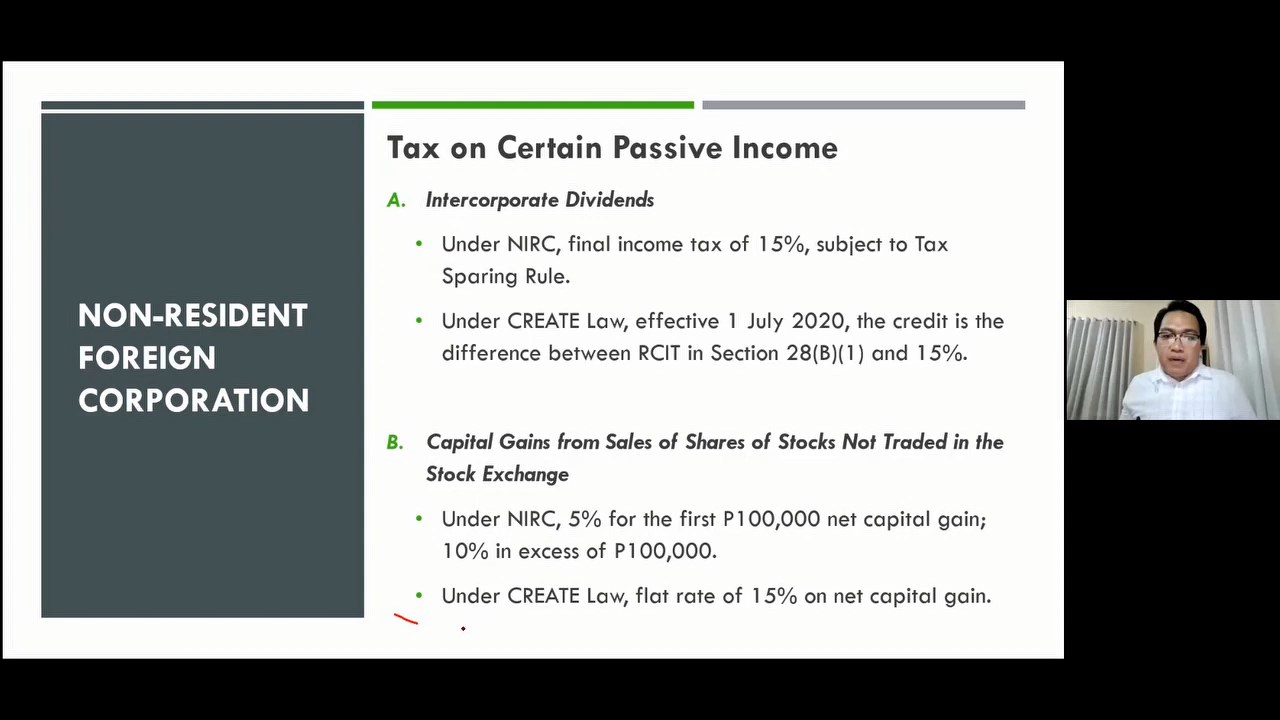 NON-RESIDENT
FOREIGN
CORPORATION
Tax on Certain Passive Income
A. Intercorporate Dividends
• Under NIRC, final income tax of 15%, subject to Tax
Sparing Rule.
• Under CREATE Law, effective 1 July 2020, the credit is the
difference between RCIT in Section 28(B)(1) and 15%.
B. Capital Gains from Sales of Shares of Stocks Not Traded in the
Stock Exchange
• Under NIRC, 5% for the first P100,000 net capital gain;
10% in excess of P100,000.
• Under CREATE Law, flat rate of 15% on net capital gain.